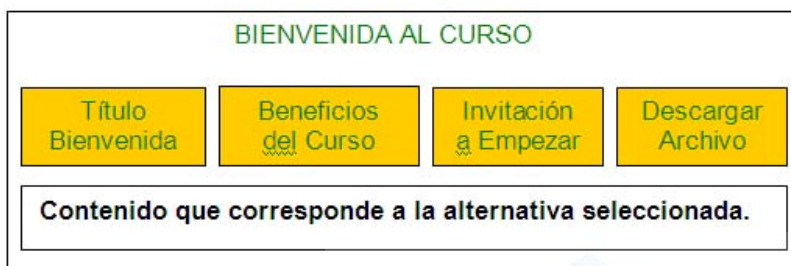 BIENVENIDA AL CURSO
Título
Bienvenida
Beneficios
del Curso
Invitación
a Empezar
Descargar
Archivo
Contenido que corresponde a la alternativa seleccionada.